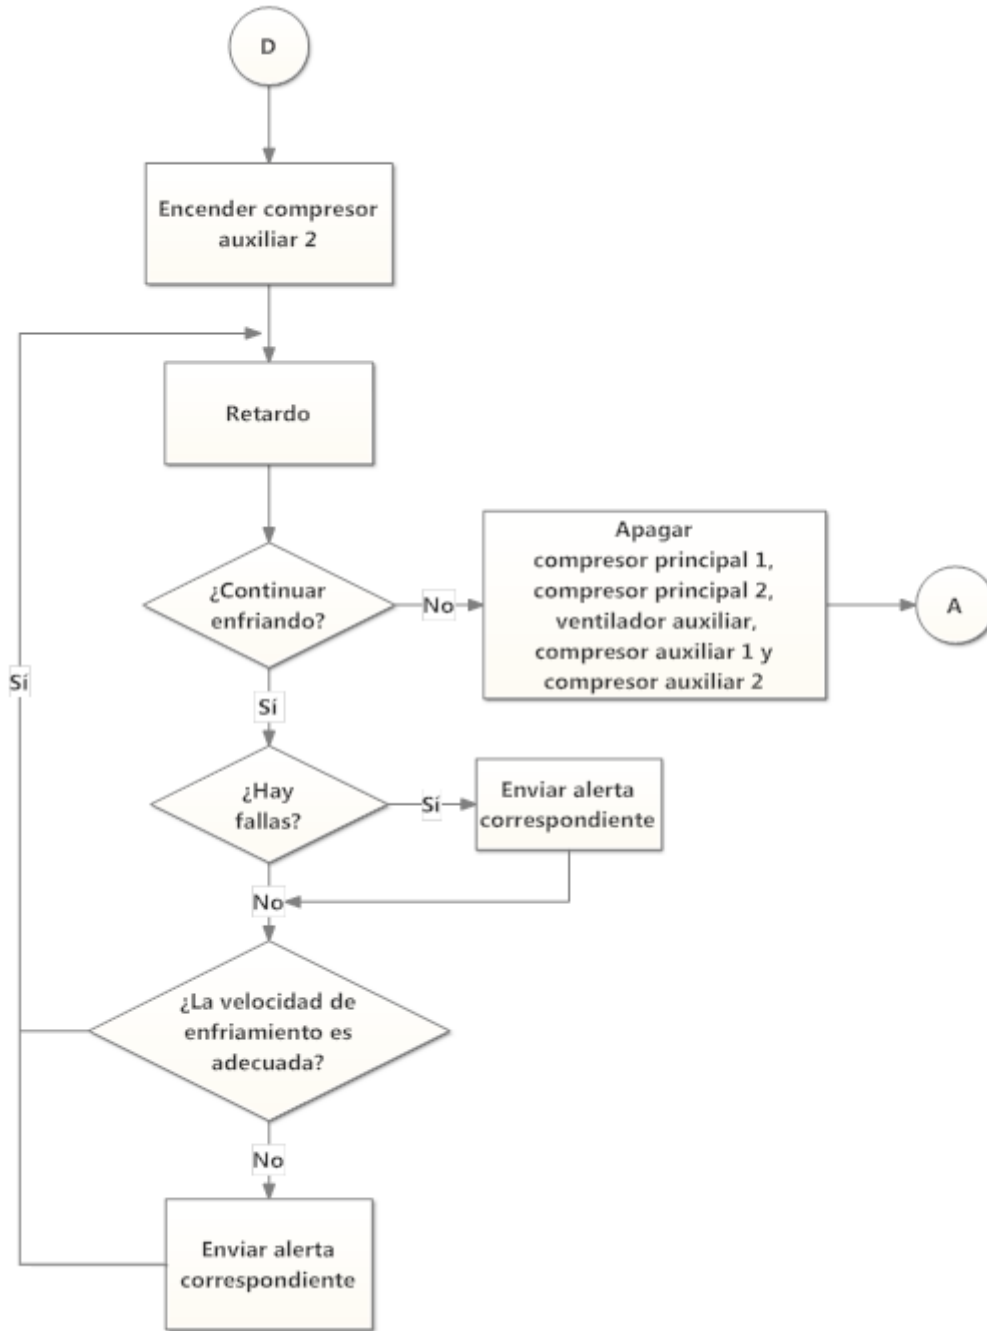 D
Encender compresor
auxiliar 2
Retardo
¿Continuar
enfriando?
No
Apagar
compresor principal 1,
compresor principal 2,
ventilador auxiliar,
compresor auxiliar 1 y
compresor auxiliar 2
A
Sí
Sí
¿Hay
fallas?
Sí
Enviar alerta
correspondiente
No
¿La velocidad de
enfriamiento es
adecuada?
No
Enviar alerta
correspondiente